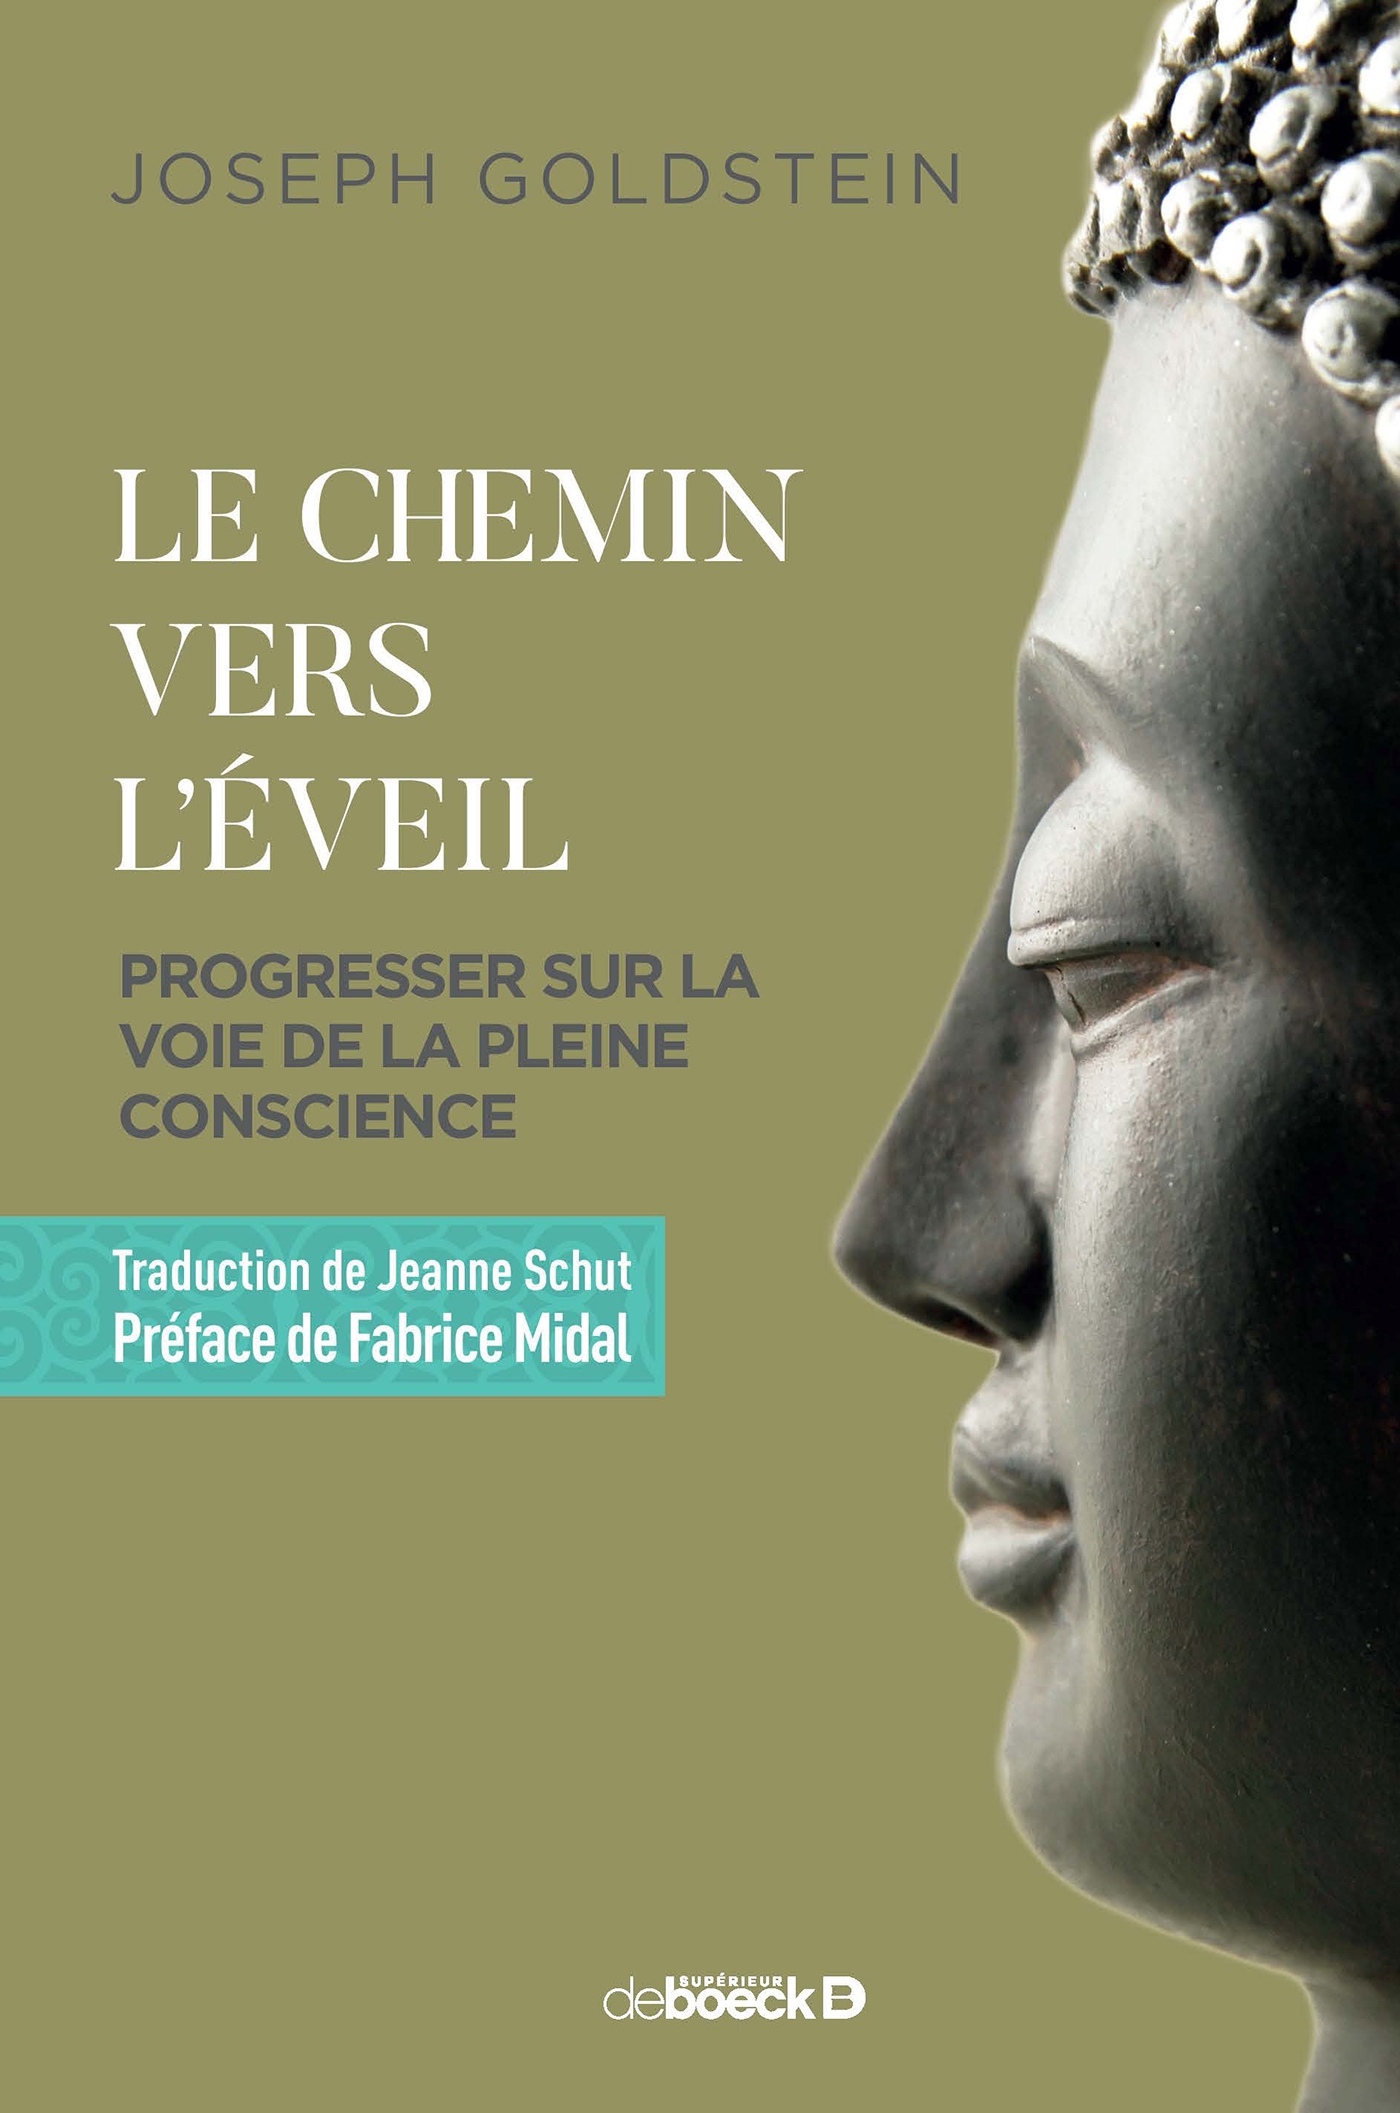 JOSEPH GOLDSTEIN
LE CHEMIN
VERS
L’ÉVEIL
PROGRESSER SUR LA
VOIE DE LA PLEINE
CONSCIENCE
Traduction de Jeanne Schut
Préface de Fabrice Midal
SUPÉRIEUR
deboeck B